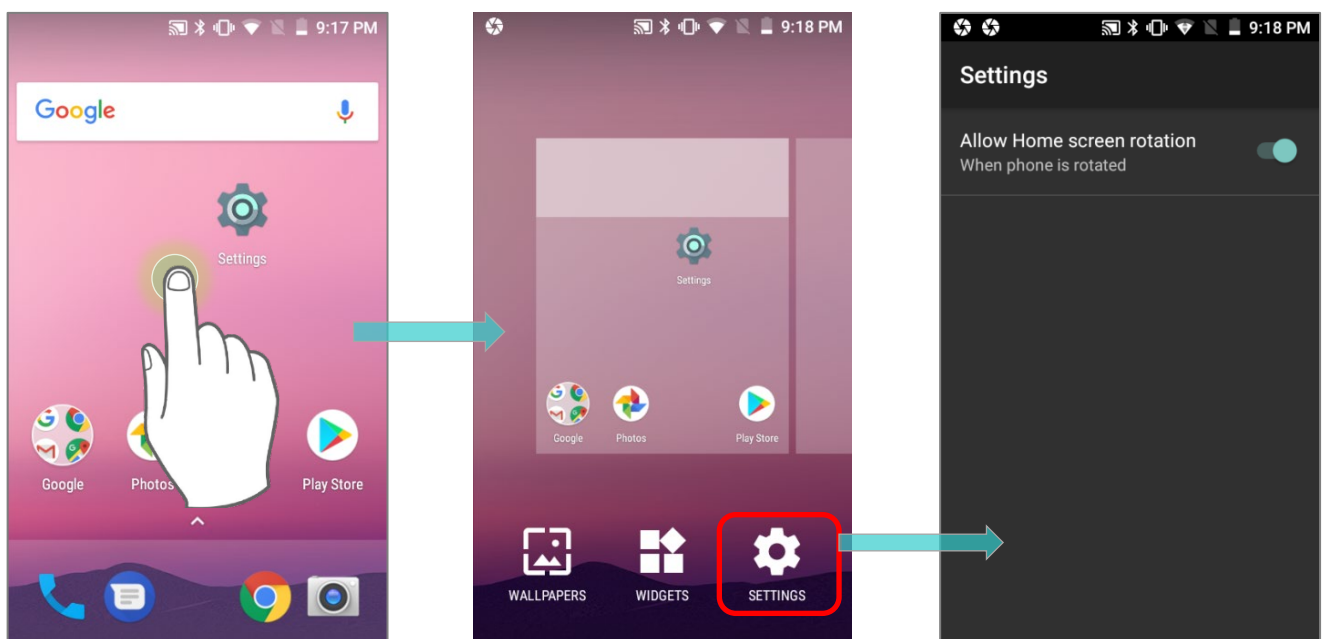 9:17 PM
Google
Settings
Google
Photos
Play Store
9:18 PM
Settings
Google
Photos
Play Store
WALLPAPERS
WIDGETS
SETTINGS
9:18 PM
Settings
Allow Home screen rotation
When phone is rotated